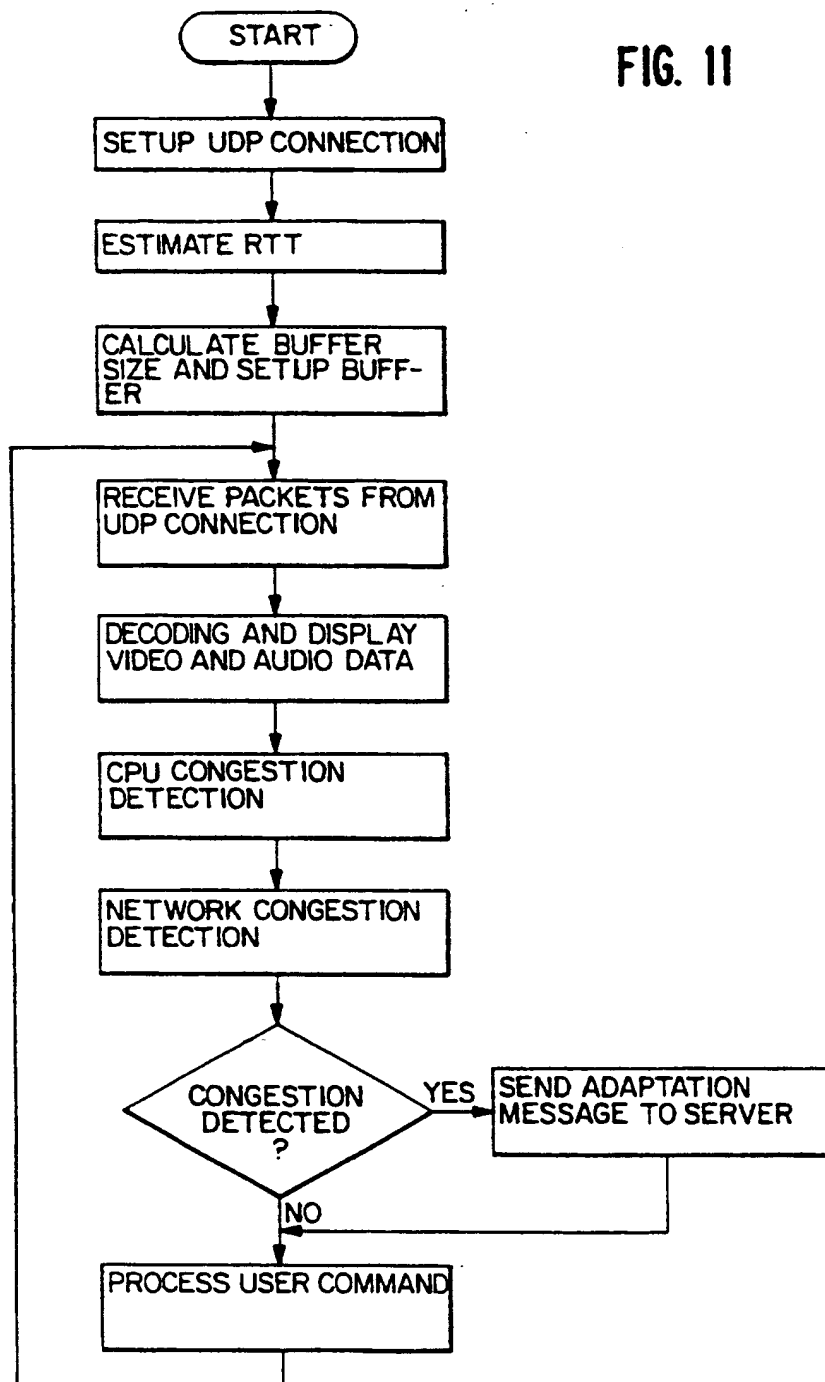 START
FIG. 11
SETUP UDP CONNECTION
ESTIMATE RTT
CALCULATE BUFFER
SIZE AND SETUP BUFF-
ER
RECEIVE PACKETS FROM
UDP CONNECTION
DECODING AND DISPLAY
VIDEO AND AUDIO DATA
CPU CONGESTION
DETECTION
NETWORK CONGESTION
DETECTION
CONGESTION
DETECTED
?
YES
SEND ADAPTATION
MESSAGE TO SERVER
NO
PROCESS USER COMMAND